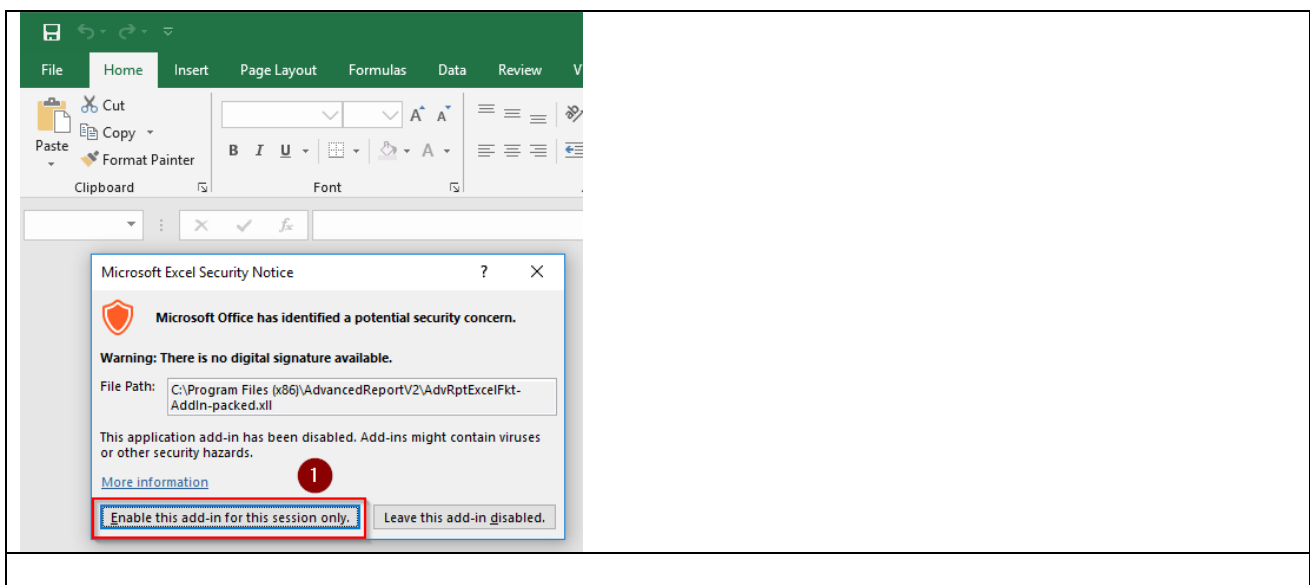 File Home Insert Page Layout Formulas Data Review V
Cut
Copy
Paste
Format Painter
B I U A
Clipboard Font
fx
Microsoft Excel Security Notice ? ×
Microsoft Office has identified a potential security concern.
Warning: There is no digital signature available.
File Path: C:\Program Files (x86)\AdvancedReportV2\AdvRptExcelFkt-
AddIn-packed.xll
This application add-in has been disabled. Add-ins might contain viruses
or other security hazards.
1
More information
Enable this add-in for this session only. Leave this add-in disabled.